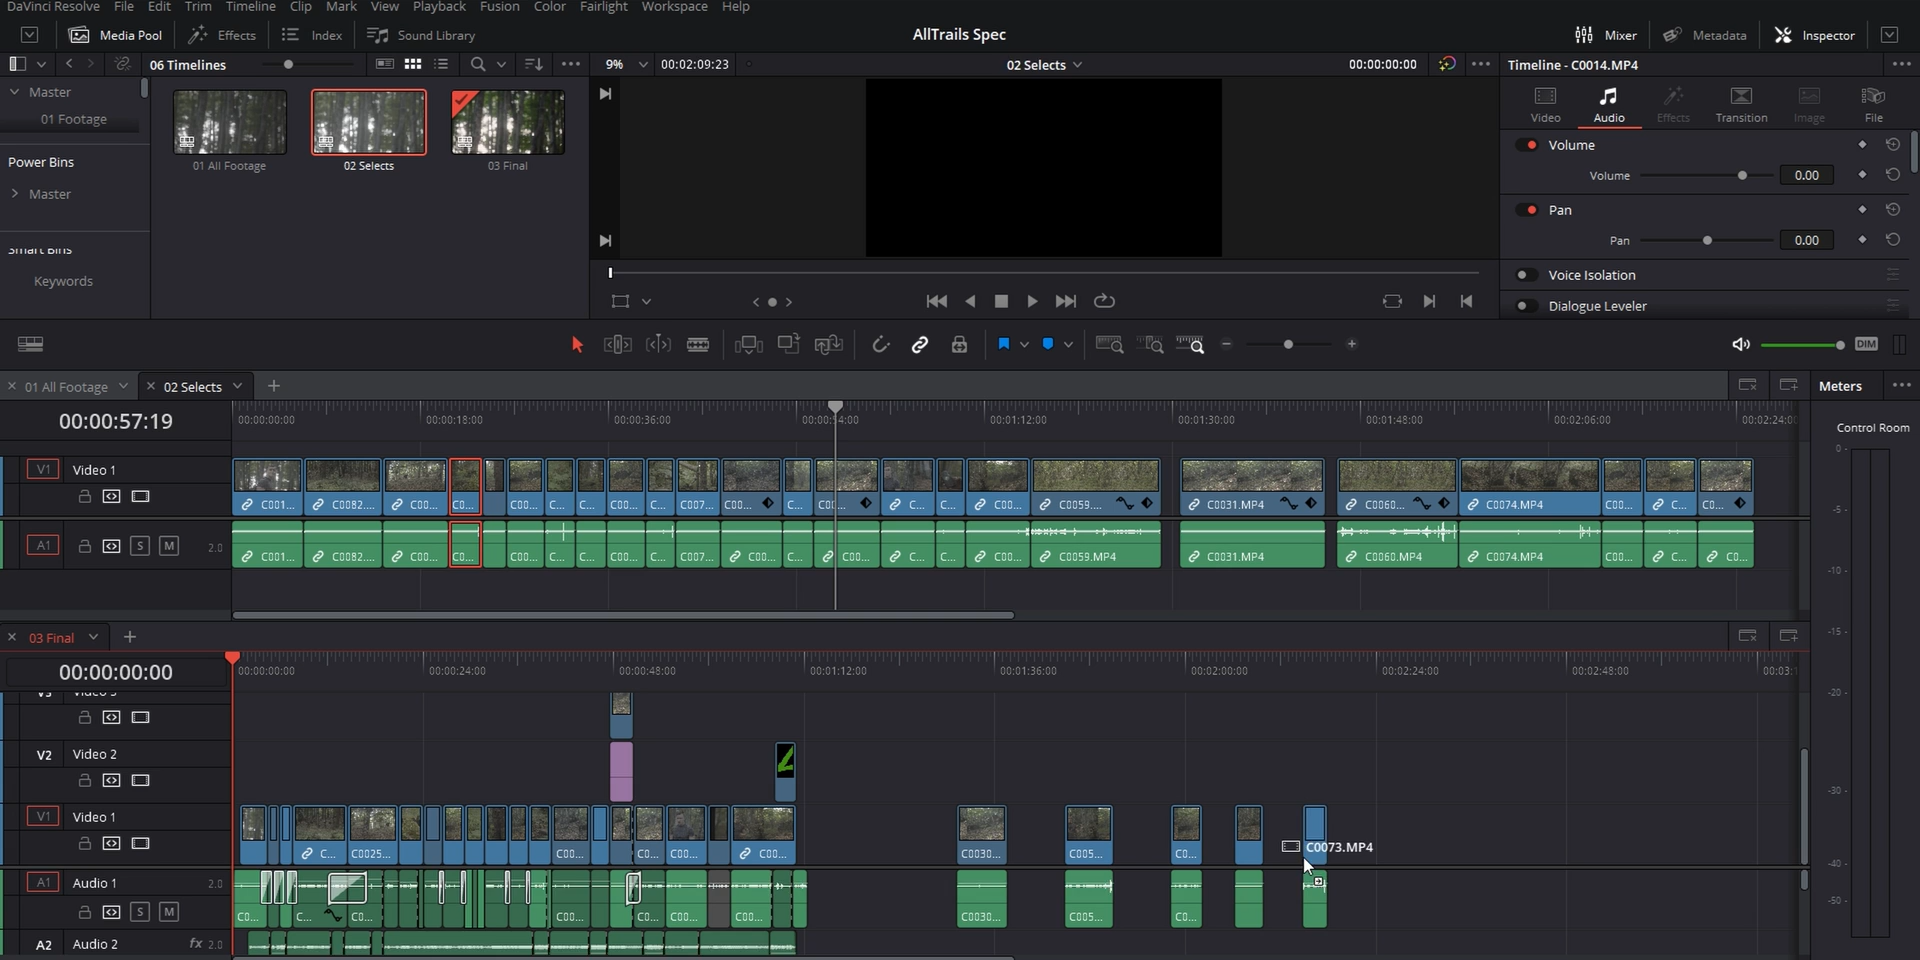 DaVinci Resolve File Edit Trim Timeline Clip Mark View Playback Fusion Color Fairlight Workspace Help
Media Pool Effects Index Sound Library AllTrails Spec Mixer Metadata Inspector
06 Timelines 9% 00:02:09:23 02 Selects 00:00:00:00 Timeline - C0014.MP4
Master
01 Footage
Power Bins
Master
Smart Bins
Keywords
01 All Footage 02 Selects 03 Final
Video Audio Effects Transition Image File
Volume
Volume 0.00
Pan
Pan 0.00
Voice Isolation
Dialogue Leveler
DIM
01 All Footage 02 Selects Meters
00:00:57:19 00:00:00:00 00:00:18:00 00:00:36:00 00:00:54:00 00:01:12:00 00:01:30:00 00:01:48:00 00:02:06:00 00:02:24:00
Control Room
V1 Video 1
C001... C0082... C00... C0... C00... C... C... C00... C... C007... C00... C... C00... C... C... C00... C0059.... C0031.MP4 C0060... C0074.MP4 C00... C... C0...
A1 S M 2.0
C001... C0082... C00... C0... C00... C... C... C00... C... C007... C00... C... C00... C... C... C00... C0059.MP4 C0031.MP4 C0060.MP4 C0074.MP4 C00... C... C0...
0 -5 -10 -15 -20 -30 -40 -50
03 Final
00:00:00:00 00:00:00:00 00:00:24:00 00:00:48:00 00:01:12:00 00:01:36:00 00:02:00:00 00:02:24:00 00:02:48:00 00:03:1
V2 Video 2
V1 Video 1
C... C0025... C00... C0... C00... C00... C0030... C005... C0...
C0073.MP4
A1 Audio 1 2.0
S M
C0... C... C0... C00... C0... C00... C00... C0030... C005... C0...
A2 Audio 2 fx 2.0